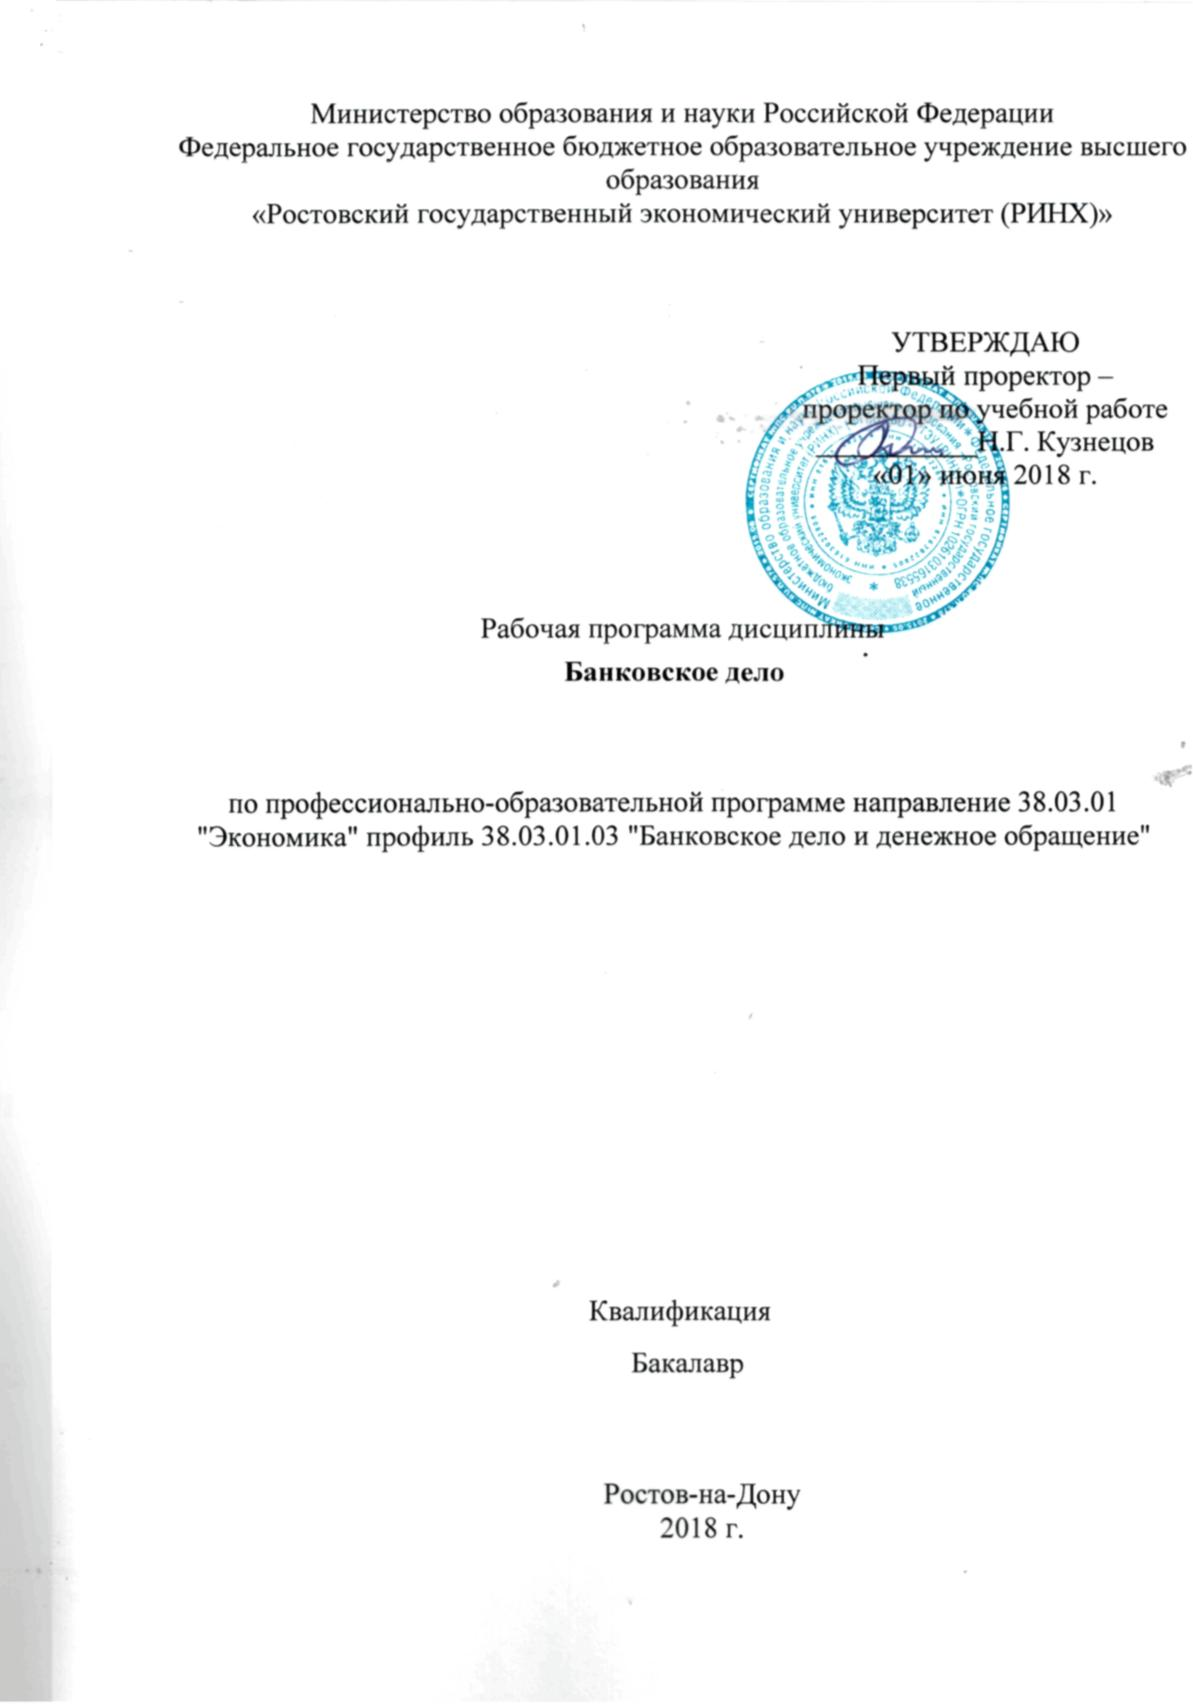 Министерство образования и науки Российской Федерации
Федеральное государственное бюджетное образовательное учреждение высшего
образования
«Ростовский государственный экономический университет (РИНХ)»
УТВЕРЖДАЮ
Первый проректор –
проректор по учебной работе
Н.Г. Кузнецов
«01» июня 2018 г.
Рабочая программа дисциплины
Банковское дело
по профессионально-образовательной программе направление 38.03.01
"Экономика" профиль 38.03.01.03 "Банковское дело и денежное обращение"
Квалификация
Бакалавр
Ростов-на-Дону
2018 г.